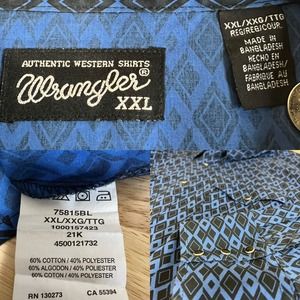 AUTHENTIC WESTERN SHIRTS
Wrangler®
XXL
XXL/XXG/TTG
REG/REG/COUR.
MADE IN
BANGLADESH
HECHO EN
BANGLADESH/
FABRIQUE AU
BANGLADESH
75815BL
XXL/XXG/TTG
1000157423
21K
4500121732
60% COTTON / 40% POLYESTER
60% ALGODON / 40% POLIESTER
60% COTON / 40% POLYESTER
RN 130273 CA 55394